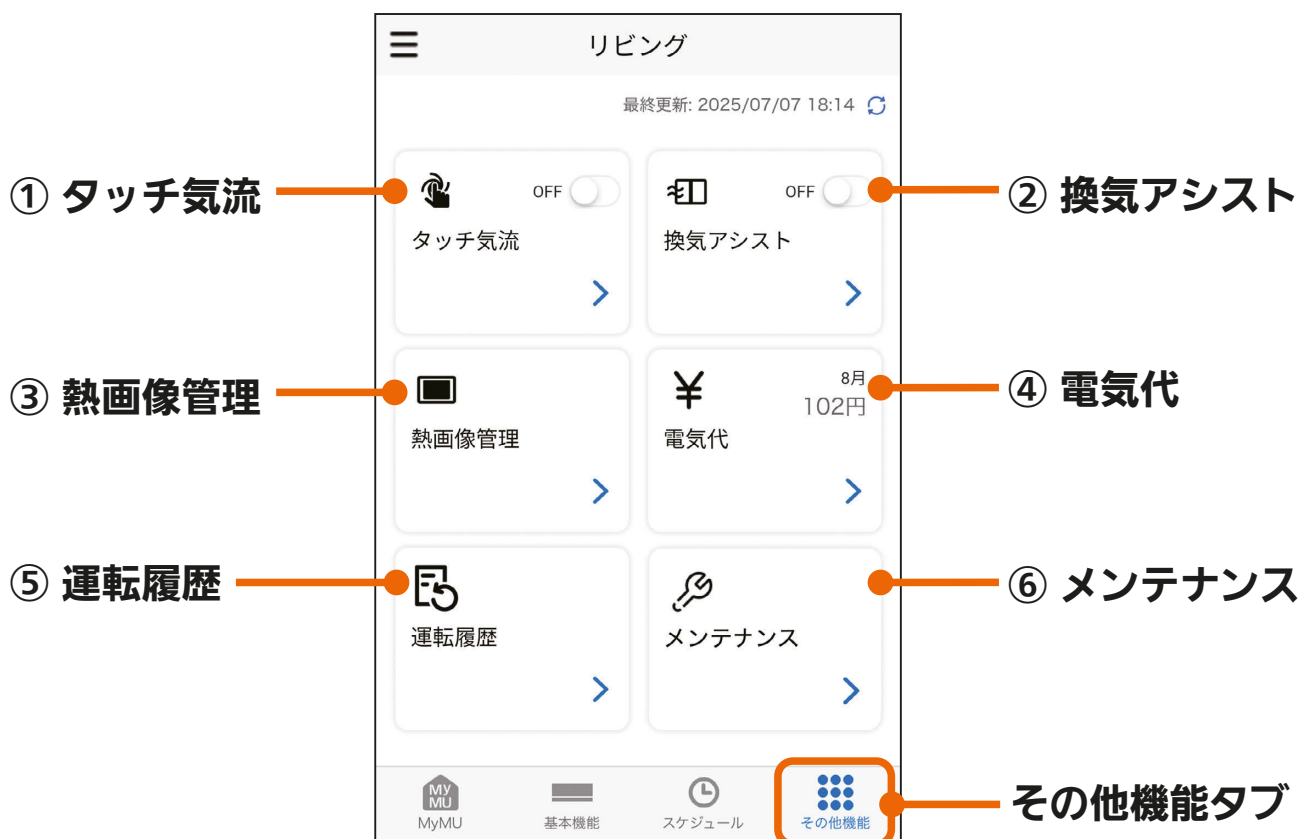 リビング
最終更新: 2025/07/07 18:14
① タッチ気流
OFF
タッチ気流
OFF
換気アシスト
② 換気アシスト
③ 熱画像管理
熱画像管理
8月
102円
電気代
④ 電気代
⑤ 運転履歴
運転履歴
メンテナンス
⑥ メンテナンス
MY
MU
MyMU
基本機能
スケジュール
その他機能
その他機能タブ